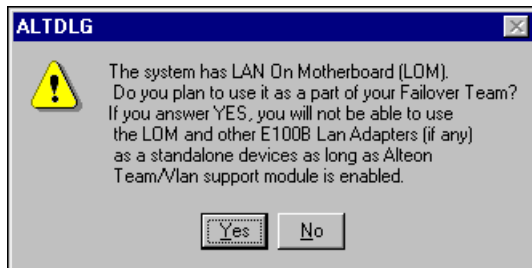 ALTDLG
The system has LAN On Motherboard (LOM).
Do you plan to use it as a part of your Failover Team?
If you answer YES, you will not be able to use
the LOM and other E100B Lan Adapters (if any)
as a standalone devices as long as Alteon
Team/Vlan support module is enabled.
Yes
No